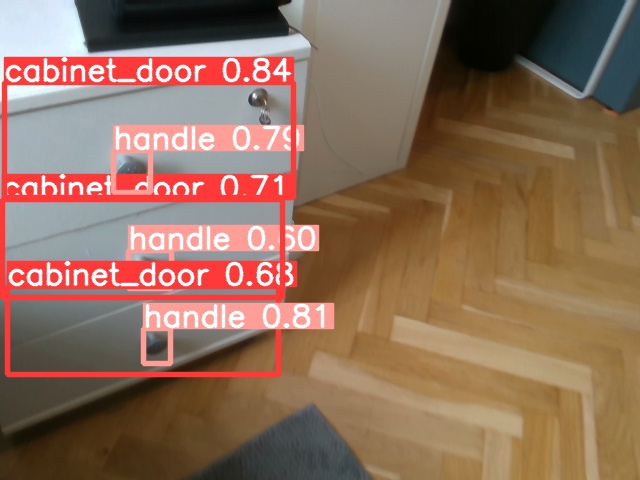 cabinet_door 0.84
handle 0.79
cabinet_door 0.71
handle 0.60
cabinet_door 0.68
handle 0.81